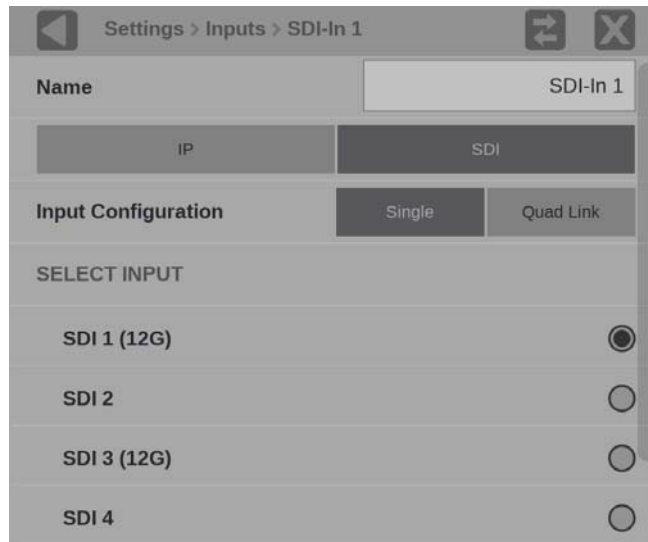 Settings > Inputs > SDI-In 1
Name SDI-In 1
IP SDI
Input Configuration Single Quad Link
SELECT INPUT
SDI 1 (12G)
SDI 2
SDI 3 (12G)
SDI 4